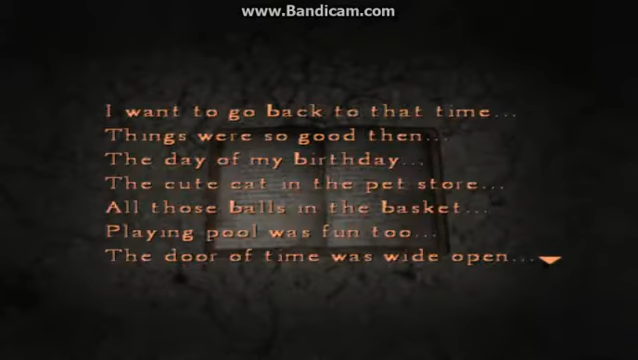 www.Bandicam.com
I want to go back to that time...
Things were so good then...
The day of my birthday...
The cute cat in the pet store...
All those balls in the basket...
Playing pool was fun too...
The door of time was wide open...